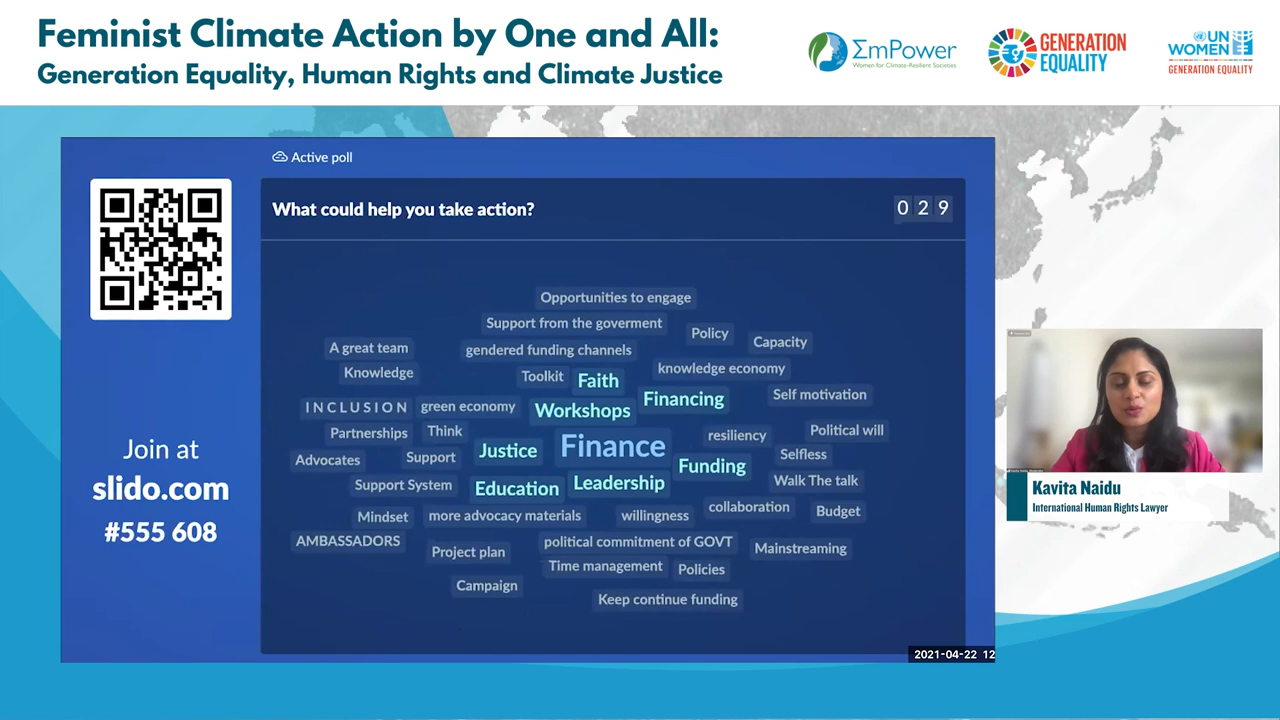 Feminist Climate Action by One and All:
Generation Equality, Human Rights and Climate Justice
ΣmPower
Women for Climate-Resilient Societies
GENERATION
EQUALITY
UN
WOMEN
GENERATION EQUALITY
Active poll
What could help you take action?
029
Opportunities to engage
Support from the goverment
Policy
Capacity
A great team
gendered funding channels
Knowledge
Toolkit
Faith
knowledge economy
Financing
Self motivation
INCLUSION
green economy
Workshops
Partnerships
Think
Justice
Finance
resiliency
Political will
Advocates
Support
Funding
Selfless
Support System
Education
Leadership
Walk The talk
Mindset
more advocacy materials
willingness
collaboration
Budget
AMBASSADORS
Project plan
political commitment of GOVT
Mainstreaming
Time management
Policies
Campaign
Keep continue funding
Join at
slido.com
#555 608
2021-04-22 12
Kavita Naidu
International Human Rights Lawyer